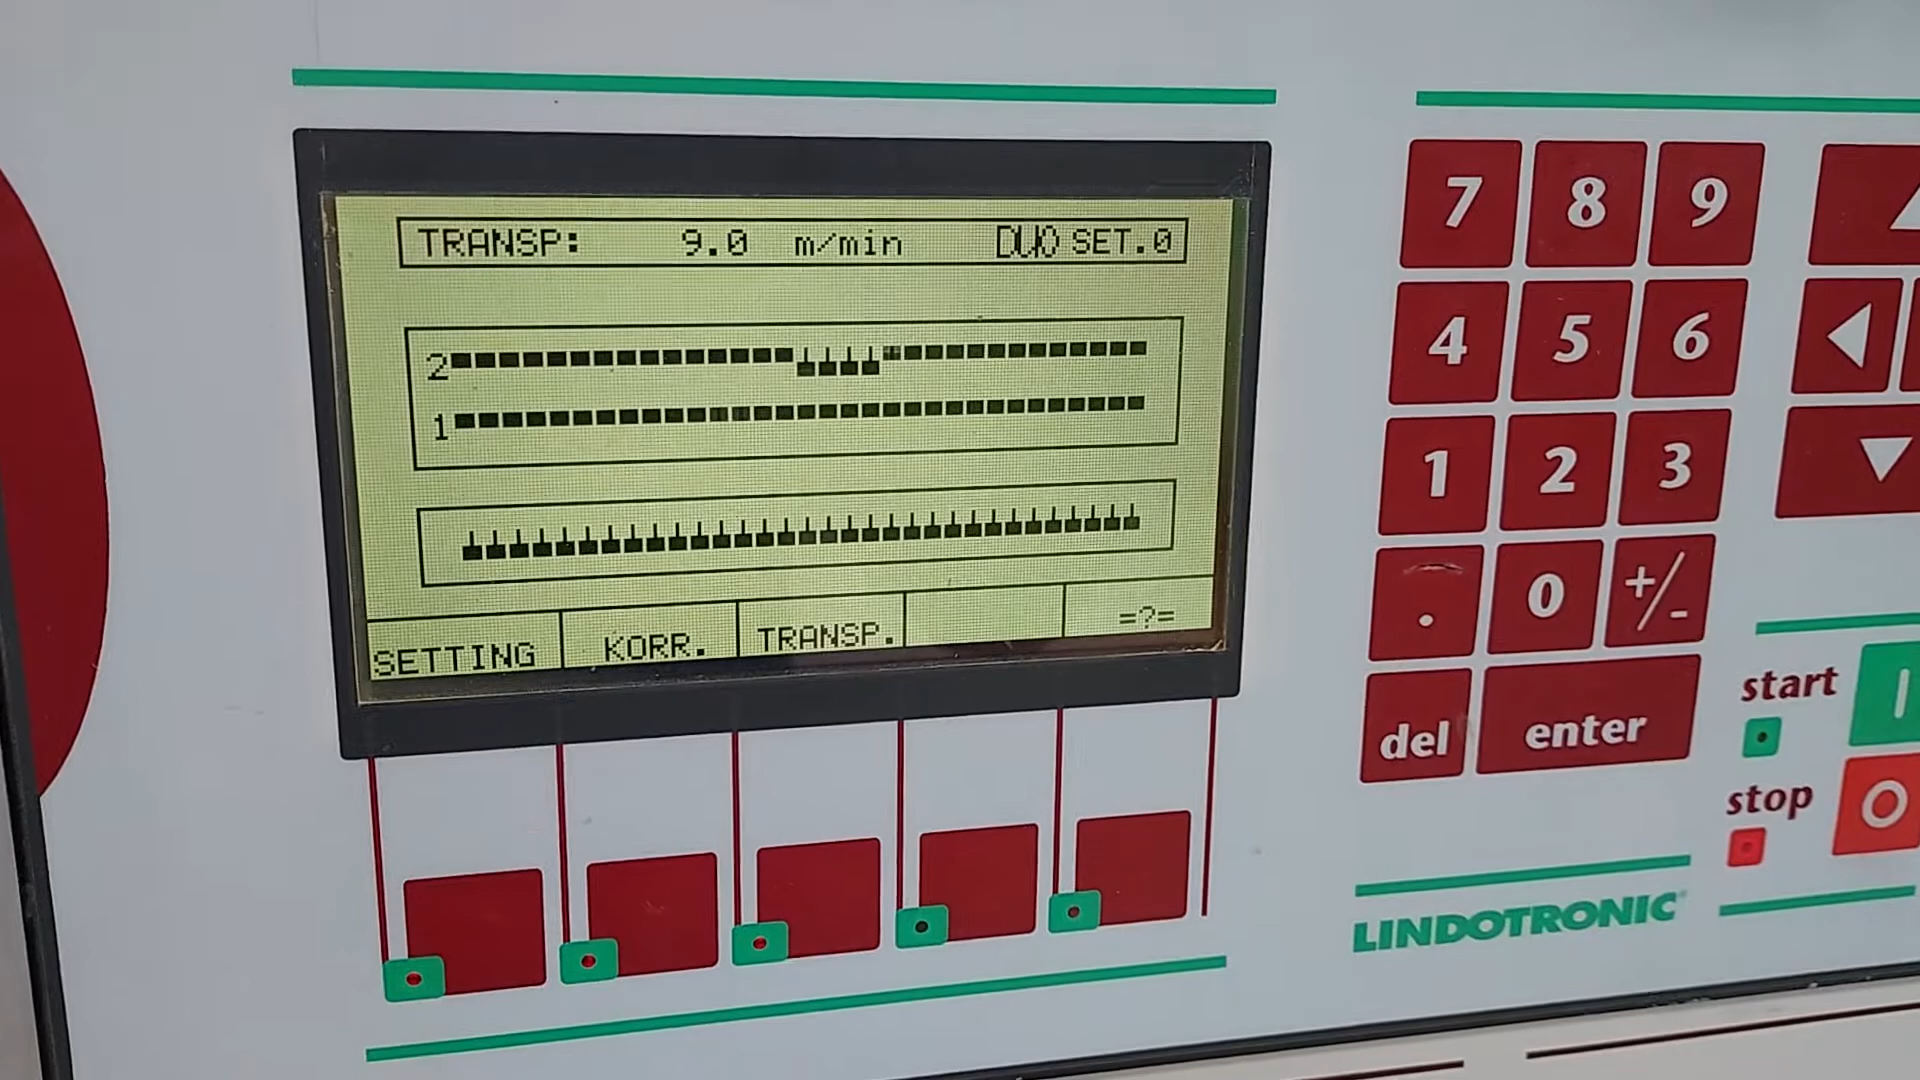 TRANSP: 9.0 m/min DUO SET.0
2
1
SETTING KORR. TRANSP. =?=
7 8 9
4 5 6
1 2 3
. 0 +/-
del enter
start
stop
LINDOTRONIC